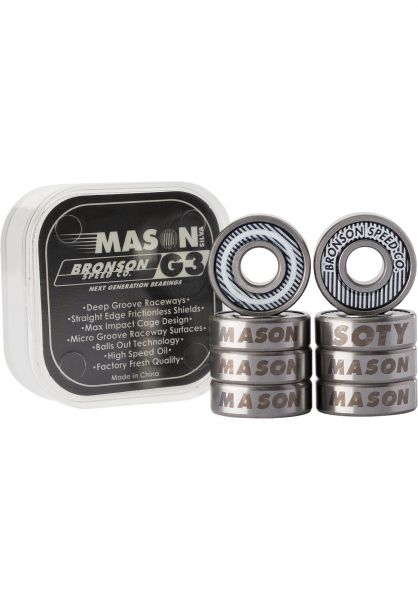 MASON
SILVA
BRONSON G3
SPEED CO.
NEXT GENERATION BEARINGS
•Deep Groove Raceways•
•Straight Edge Frictionless Shields•
•Max Impact Cage Design•
•Micro Groove Raceway Surfaces•
•Balls Out Technology•
•High Speed Oil•
•Factory Fresh Quality•
Made in China
BRONSON SPEED CO.
MASON SOTY
MASON MASON
MASON MASON